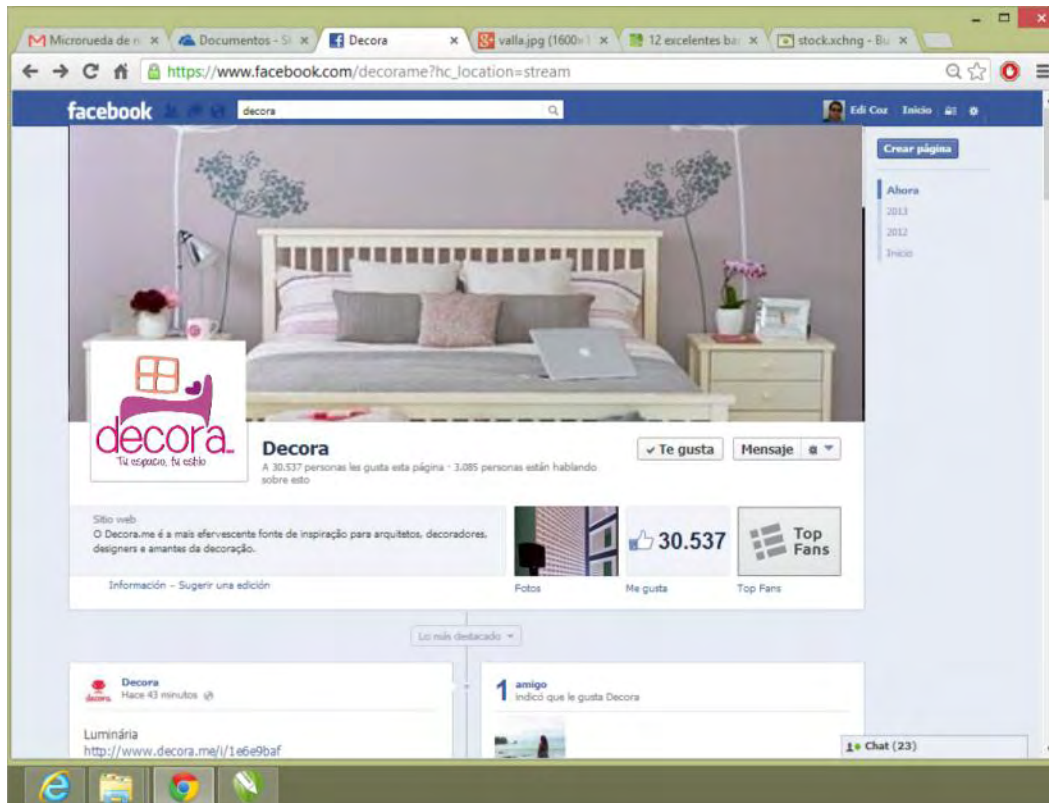 Microrueda de n
Documentos - S
Decora
valla.jpg (1600×1
12 excelentes ba
stock.xchng - Bu
https://www.facebook.com/decorame?hc_location=stream
facebook
decora
Edi Coz
Inicio
Crear página
Ahora
2013
2012
Inicio
decora
Tu espacio, tu estilo
Decora
A 30.537 personas les gusta esta página · 3.085 personas están hablando
sobre esto
Te gusta
Mensaje
Sitio web
O Decora.me é a mais efervescente fonte de inspiração para arquitetos, decoradores,
designers e amantes da decoração.
Información – Sugerir una edición
30.537
Top
Fans
Fotos
Me gusta
Top Fans
Lo más destacado
decora
Decora
Hace 43 minutos
Luminária
http://www.decora.me/i/1e6e9baf
1
amigo
indicó que le gusta Decora
Chat (23)